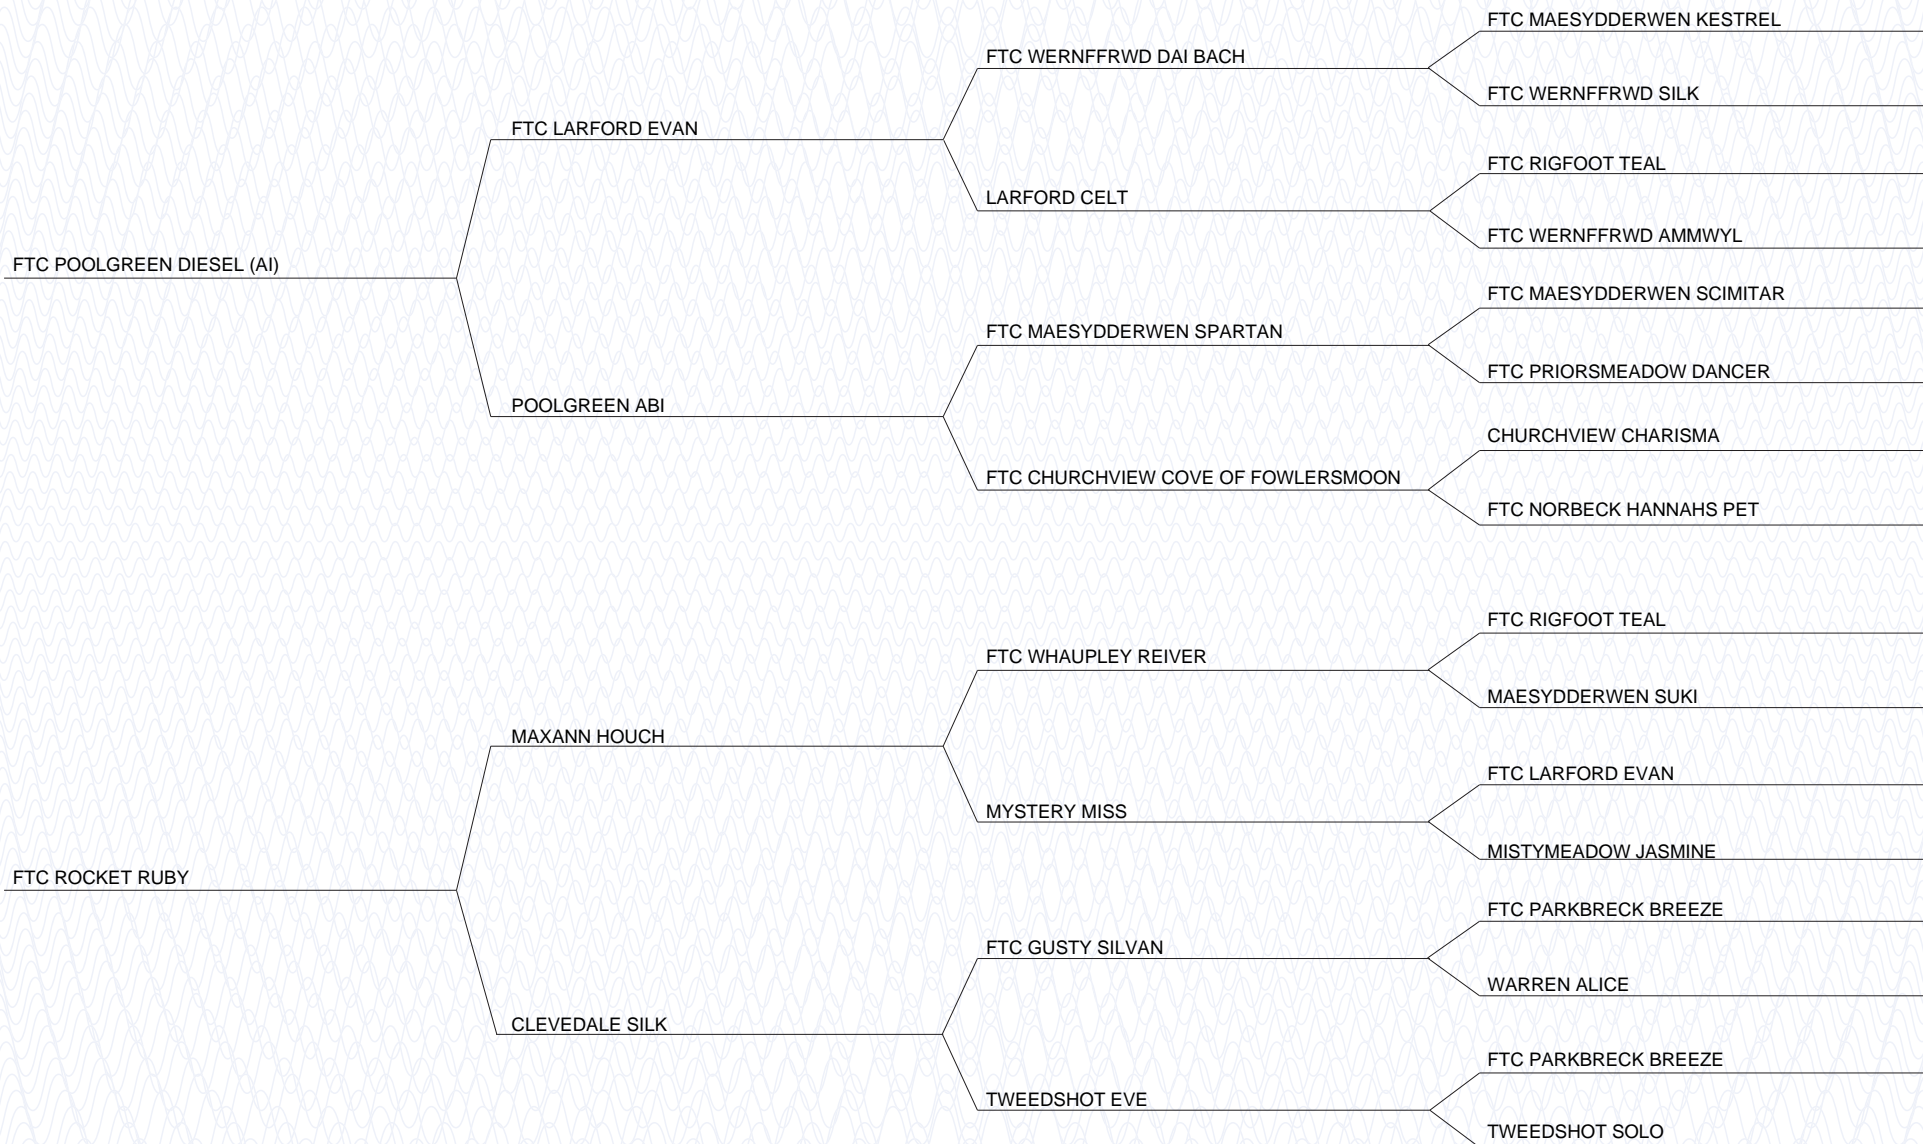 FTC POOLGREEN DIESEL (AI)
FTC ROCKET RUBY
FTC LARFORD EVAN
POOLGREEN ABI
MAXANN HOUCH
CLEVEDALE SILK
FTC WERNFFRWD DAI BACH
LARFORD CELT
FTC MAESYDDERWEN SPARTAN
FTC CHURCHVIEW COVE OF FOWLERSMOON
FTC WHAUPLEY REIVER
MYSTERY MISS
FTC GUSTY SILVAN
TWEEDSHOT EVE
FTC MAESYDDERWEN KESTREL
FTC WERNFFRWD SILK
FTC RIGFOOT TEAL
FTC WERNFFRWD AMMWYL
FTC MAESYDDERWEN SCIMITAR
FTC PRIORSMEADOW DANCER
CHURCHVIEW CHARISMA
FTC NORBECK HANNAHS PET
FTC RIGFOOT TEAL
MAESYDDERWEN SUKI
FTC LARFORD EVAN
MISTYMEADOW JASMINE
FTC PARKBRECK BREEZE
WARREN ALICE
FTC PARKBRECK BREEZE
TWEEDSHOT SOLO